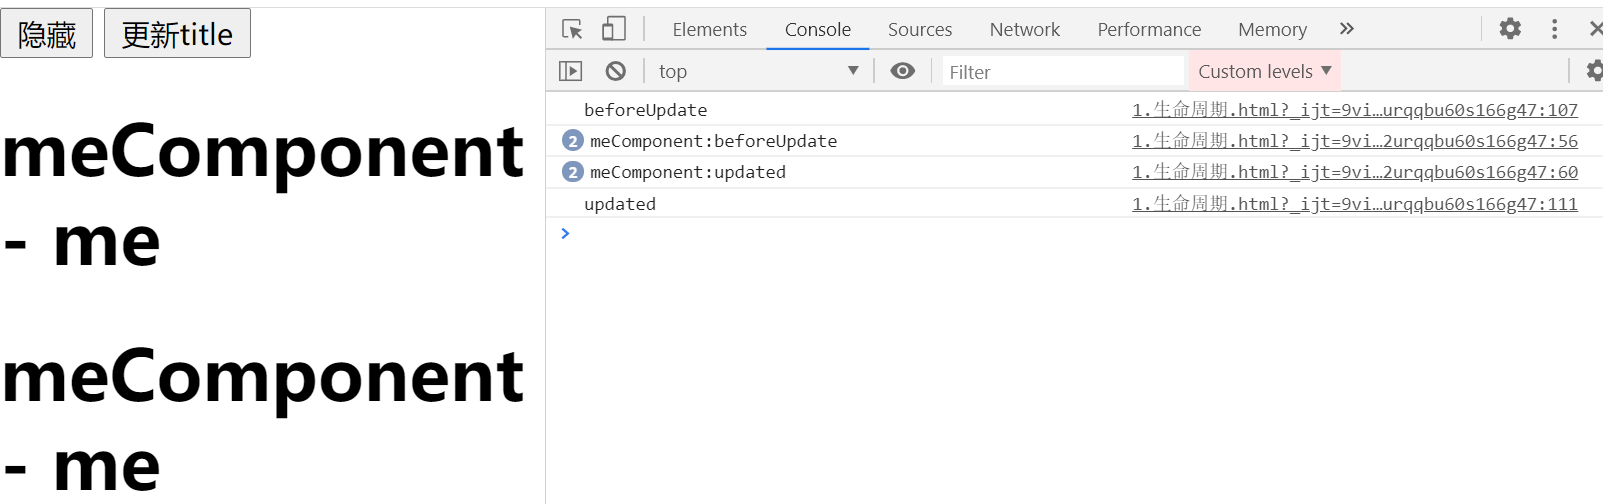 隐藏 更新title
meComponent
- me
meComponent
- me
Elements Console Sources Network Performance Memory
top Filter Custom levels
beforeUpdate 1.生命周期.html?_ijt=9vi…urqqbu60s166g47:107
2 meComponent:beforeUpdate 1.生命周期.html?_ijt=9vi…2urqqbu60s166g47:56
2 meComponent:updated 1.生命周期.html?_ijt=9vi…2urqqbu60s166g47:60
updated 1.生命周期.html?_ijt=9vi…urqqbu60s166g47:111